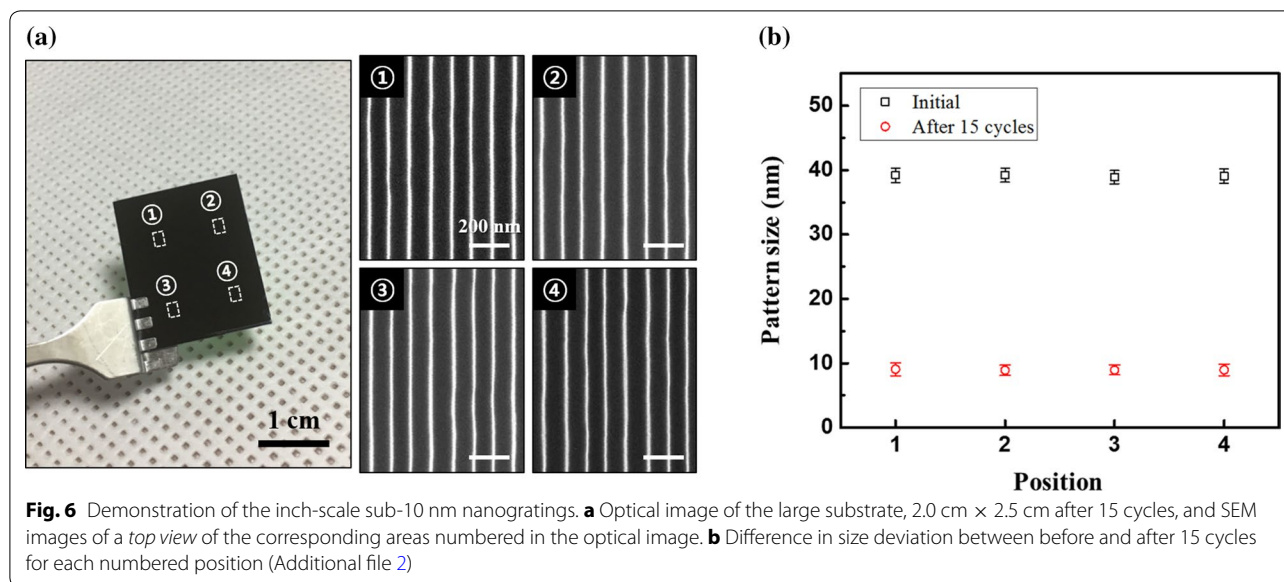 (a)
①
②
③
④
1 cm
①
200 nm
②
③
④
(b)
Pattern size (nm)
50
40
30
20
10
0
Initial
After 15 cycles
1 2 3 4
Position
Fig. 6 Demonstration of the inch-scale sub-10 nm nanogratings. a Optical image of the large substrate, 2.0 cm × 2.5 cm after 15 cycles, and SEM
images of a top view of the corresponding areas numbered in the optical image. b Difference in size deviation between before and after 15 cycles
for each numbered position (Additional file 2)